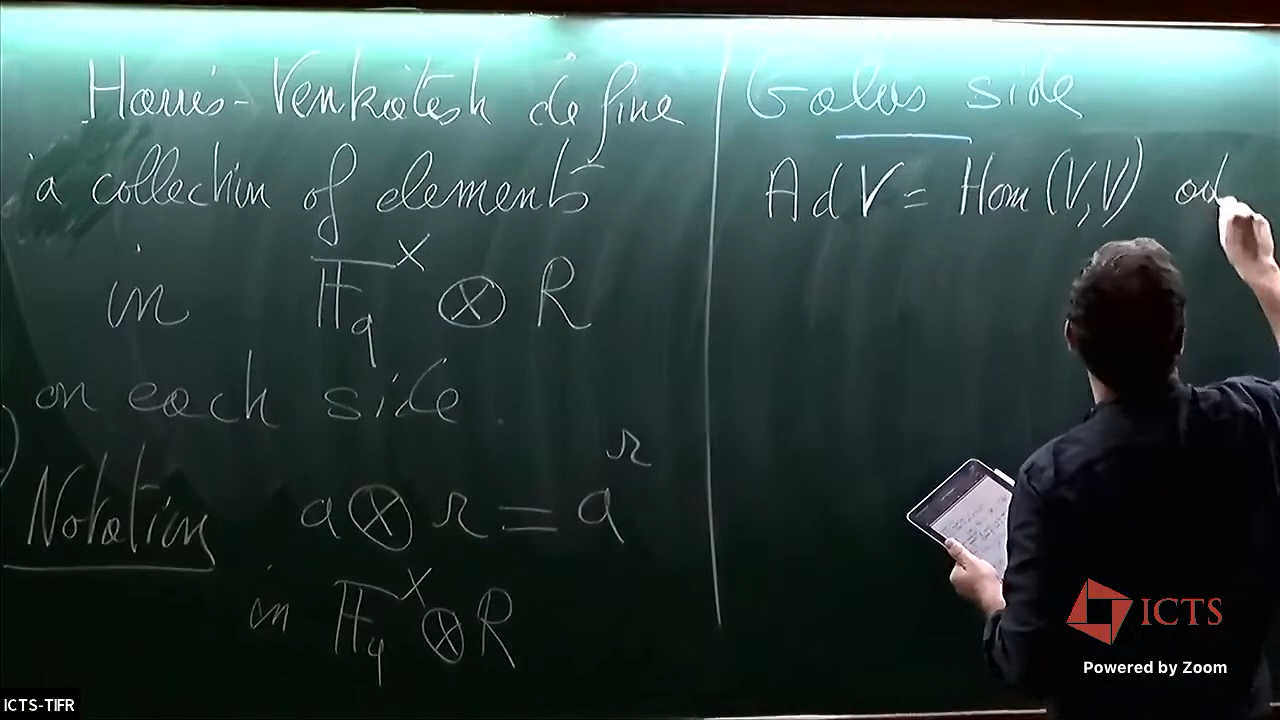 Harris-Venkatesh define
a collection of elements
in 𝔽_q^× ⊗ R
on each side.
Notation a ⊗ r = a^r
in 𝔽_q^× ⊗ R
Galois side
Ad V = Hom(V,V) ad
ICTS
Powered by Zoom
ICTS-TIFR